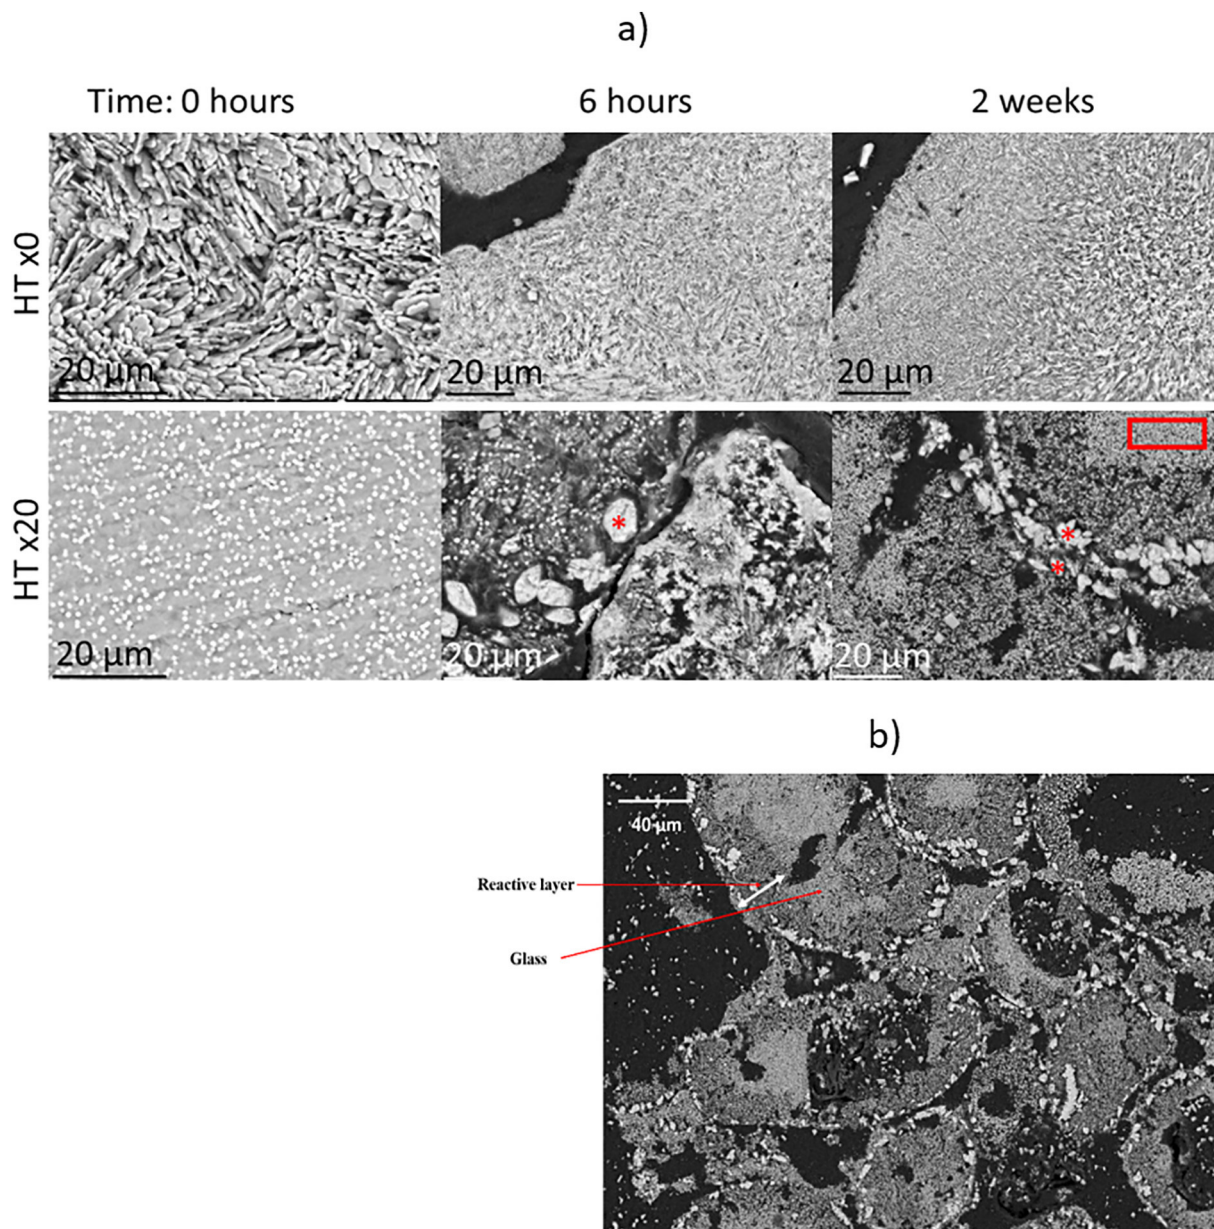 a)
Time: 0 hours
6 hours
2 weeks
HT x0
20 µm
20 µm
20 µm
HT x20
*
*
*
20 µm
20 µm
20 µm
b)
40 µm
Reactive layer
Glass